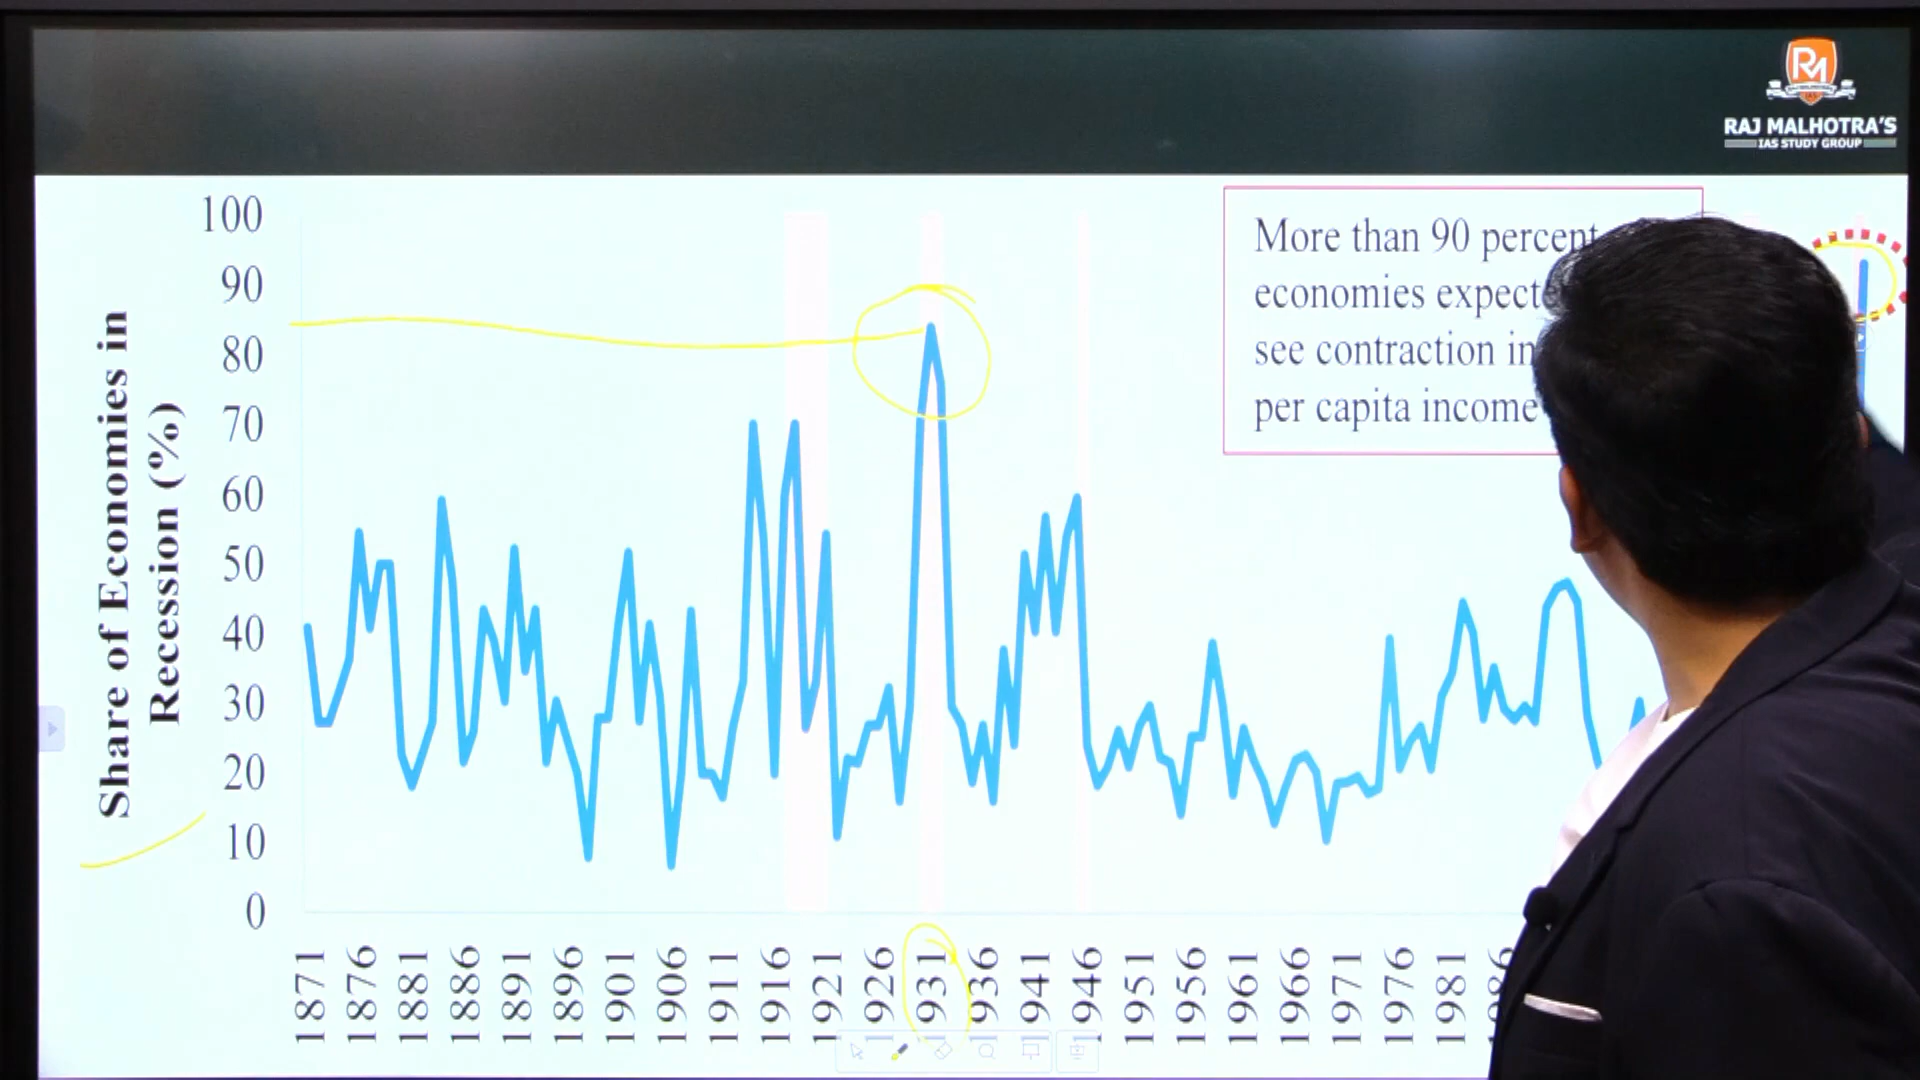 RM
RAJ MALHOTRA'S
IAS STUDY GROUP
Share of Economies in
Recession (%)
100
90
80
70
60
50
40
30
20
10
0
More than 90 percent
economies
see contraction in
per capita income
1871 1876 1881 1886 1891 1896 1901 1906 1911 1916 1921 1926 1931 1936 1941 1946 1951 1956 1961 1966 1971 1976 1981